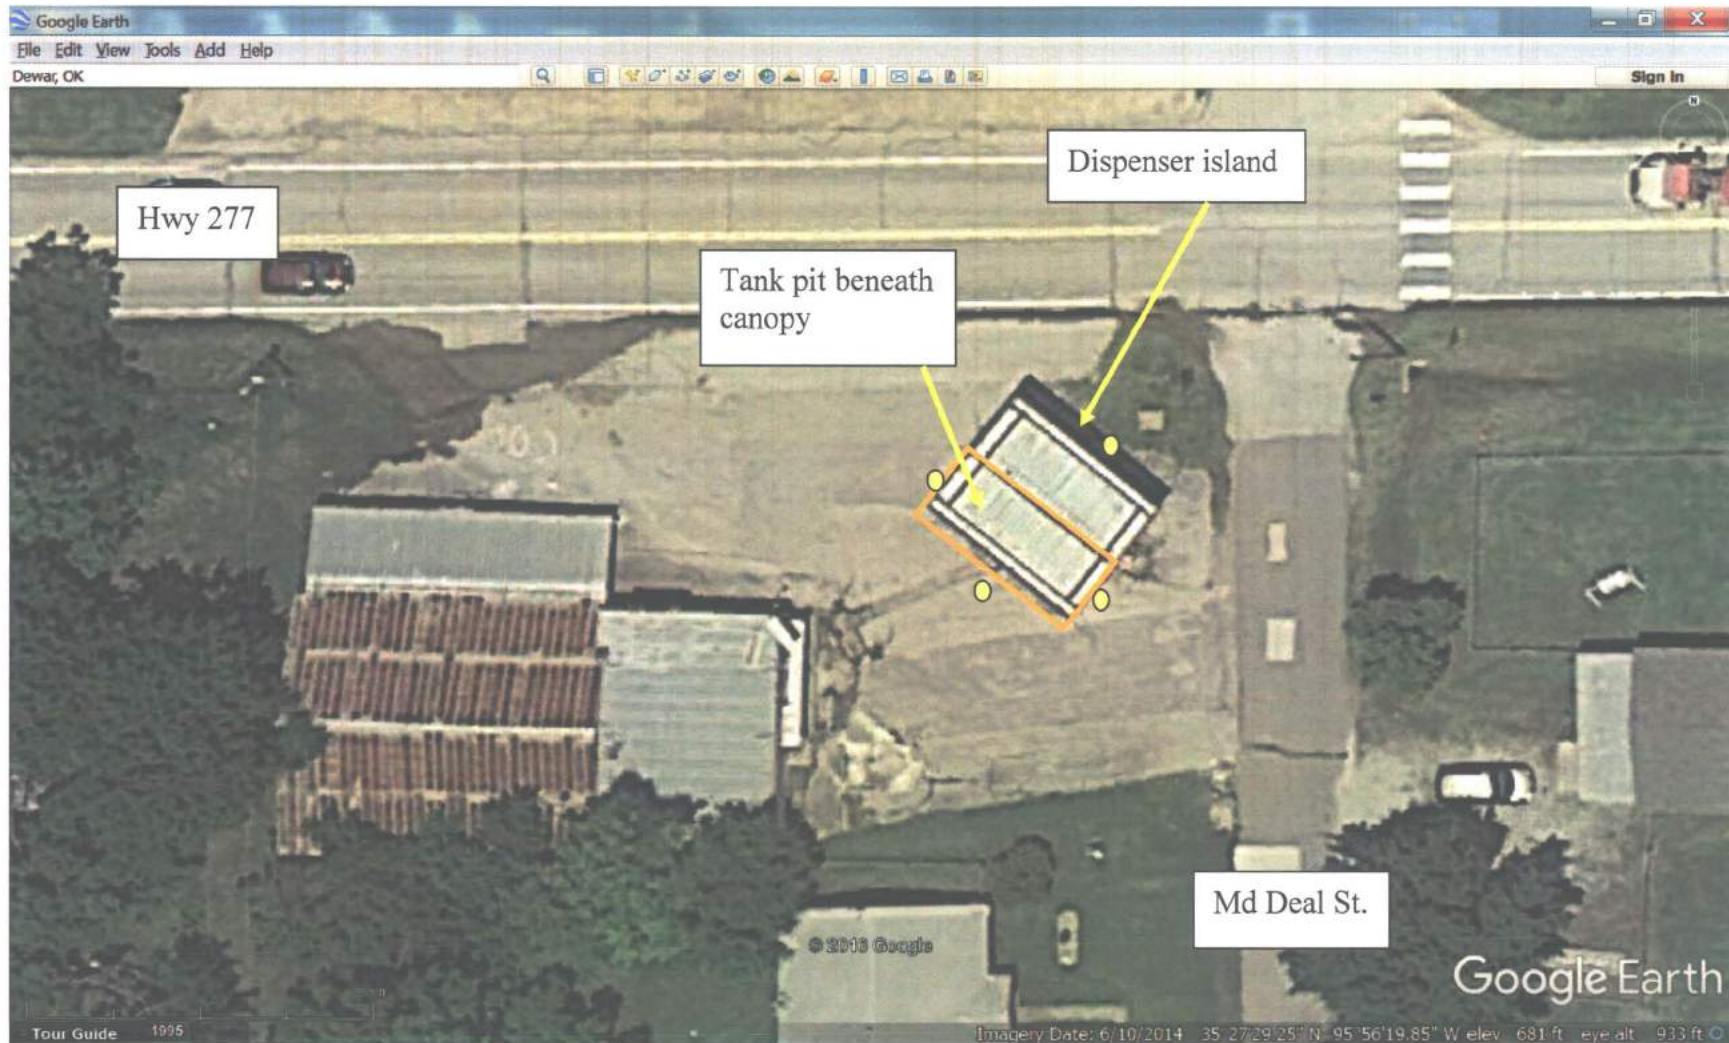 Google Earth
File Edit View Tools Add Help
Dewar, OK
Sign in
N
Dispenser island
Hwy 277
Tank pit beneath
canopy
Md Deal St.
© 2016 Google
Google Earth
Tour Guide 1995
Imagery Date: 6/10/2014 35°27'29.25" N 95°56'19.85" W elev 681 ft eye alt 933 ft